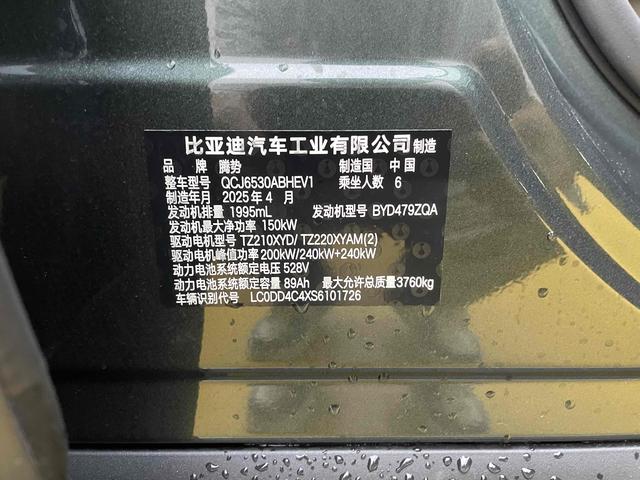 比亚迪汽车工业有限公司 制造
品 牌 腾势 制造国 中 国
整车型号 QCJ6530ABHEV1 乘坐人数 6
制造年月 2025 年 4 月
发动机排量 1995mL 发动机型号 BYD479ZQA
发动机最大净功率 150kW
驱动电机型号 TZ210XYD/ TZ220XYAM(2)
驱动电机峰值功率 200kW/240kW+240kW
动力电池系统额定电压 528V
动力电池系统额定容量 89Ah 最大允许总质量3760kg
车辆识别代号 LC0DD4C4XS6101726